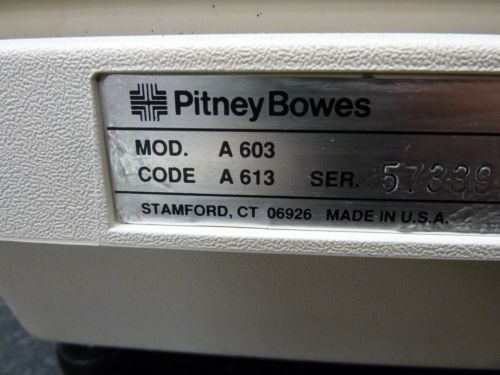 Pitney Bowes
MOD. A 603
CODE A 613 SER. 57339
STAMFORD, CT 06926 MADE IN U.S.A.